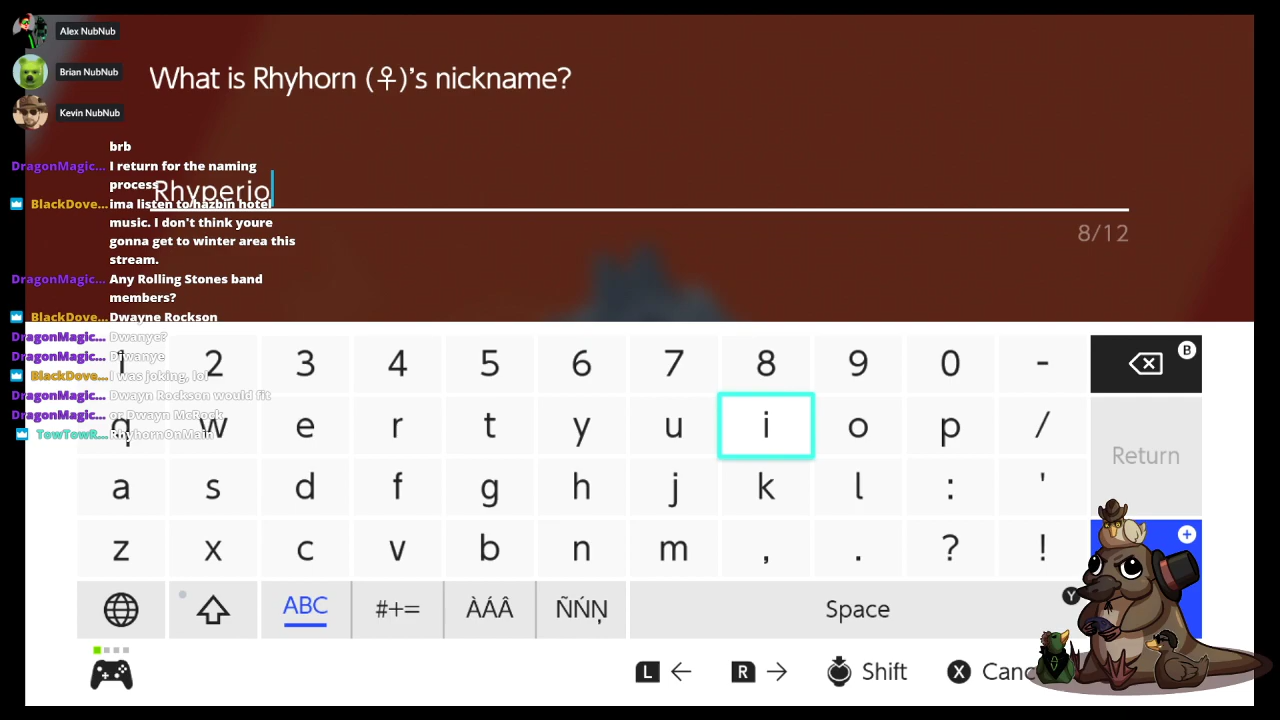 Alex NubNub
Brian NubNub
Kevin NubNub
What is Rhyhorn (♀)'s nickname?
Rhyperio
8/12
brb
DragonMagic... I return for the naming
process
BlackDove... ima listen to hazbin hotel
music. I don't think youre
gonna get to winter area this
stream.
DragonMagic... Any Rolling Stones band
members?
BlackDove... Dwayne Rockson
DragonMagic... Dwanye?
DragonMagic... Diwanye
BlackDove... I was joking, lol
DragonMagic... Dwayn Rockson would fit
DragonMagic... or Dwayn McRock
TowTowR... RhyhornOnMain
1 2 3 4 5 6 7 8 9 0 - B
q w e r t y u i o p / Return
a s d f g h j k l : '
z x c v b n m , . ? ! +
ABC #+= ÀÁÂ ÑŃŅ Space Y
L ← R → Shift X Canc